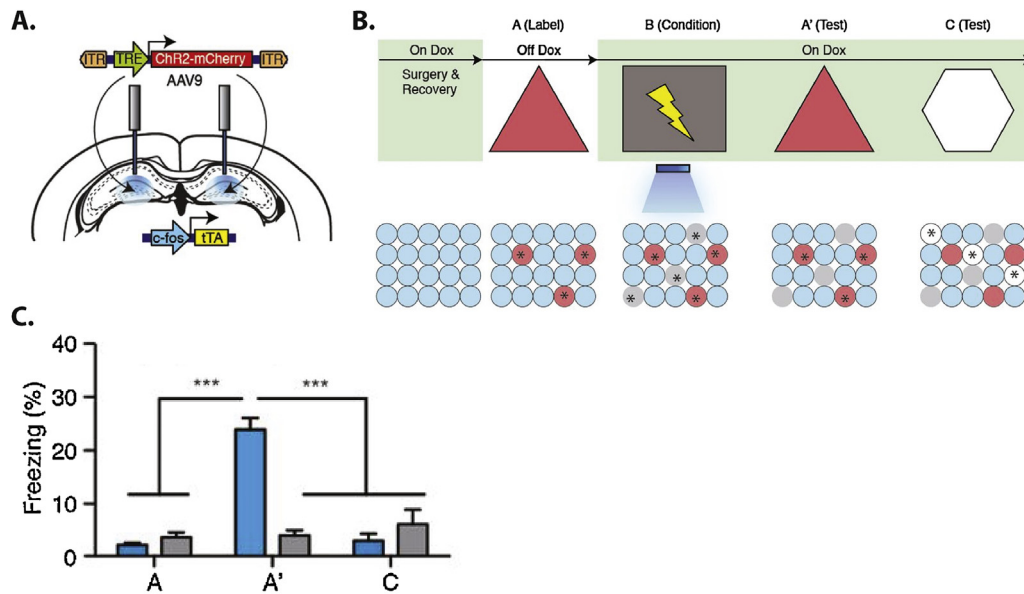 A.
ITR TRE ChR2-mCherry ITR
AAV9
c-fos tTA
B.
A (Label) B (Condition) A' (Test) C (Test)
On Dox Off Dox On Dox
Surgery &
Recovery
* * * * * * * * * * * * * * *
C.
Freezing (%)
40
30
20
10
0
*** ***
A A' C